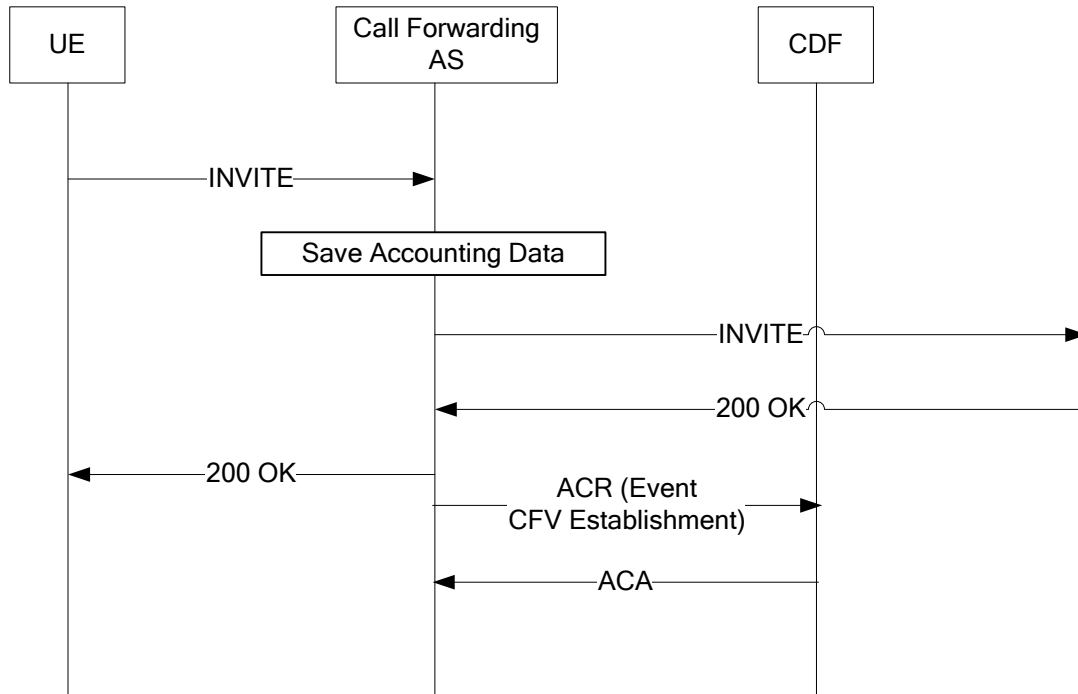 UE
Call Forwarding
AS
CDF
INVITE
Save Accounting Data
INVITE
200 OK
200 OK
ACR (Event
CFV Establishment)
ACA